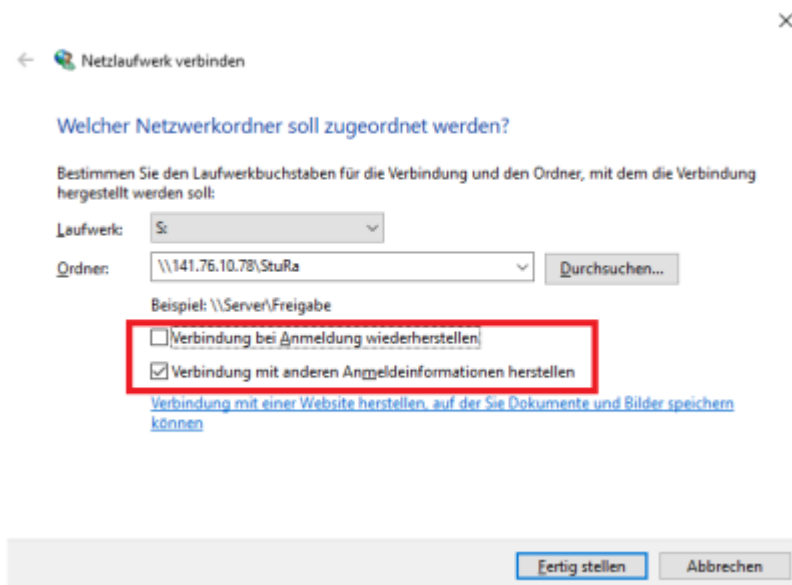 Netzlaufwerk verbinden
Welcher Netzwerkordner soll zugeordnet werden?
Bestimmen Sie den Laufwerkbuchstaben für die Verbindung und den Ordner, mit dem die Verbindung
hergestellt werden soll:
Laufwerk: S:
Ordner: \\141.76.10.78\StuRa Durchsuchen...
Beispiel: \\Server\Freigabe
Verbindung bei Anmeldung wiederherstellen
Verbindung mit anderen Anmeldeinformationen herstellen
Verbindung mit einer Website herstellen, auf der Sie Dokumente und Bilder speichern
können
Fertig stellen Abbrechen